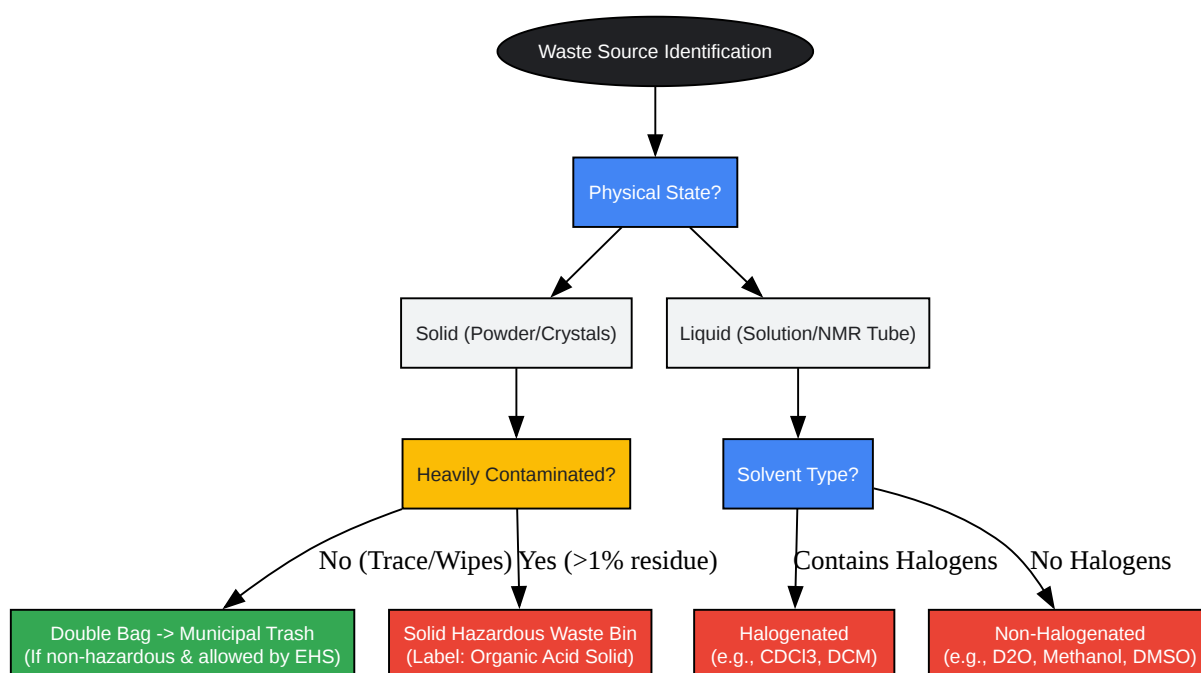 Waste Source Identification
Physical State?
Solid (Powder/Crystals)
Liquid (Solution/NMR Tube)
Heavily Contaminated?
Solvent Type?
No (Trace/Wipes)
Yes (>1% residue)
Contains Halogens
No Halogens
Double Bag -> Municipal Trash
(If non-hazardous & allowed by EHS)
Solid Hazardous Waste Bin
(Label: Organic Acid Solid)
Halogenated
(e.g., CDCl3, DCM)
Non-Halogenated
(e.g., D2O, Methanol, DMSO)